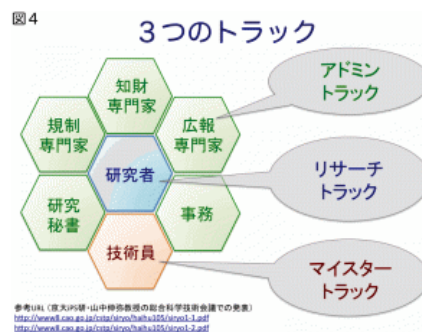 図4
3つのトラック
知財
専門家
規制
専門家
広報
専門家
研究者
研究
秘書
事務
技術員
アドミン
トラック
リサーチ
トラック
マイスター
トラック
参考URL（京大iPS研・山中伸弥教授の総合科学技術会議での発表）
http://www8.cao.go.jp/cstp/siryo/haihu105/siryo1-1.pdf
http://www8.cao.go.jp/cstp/siryo/haihu105/siryo1-2.pdf